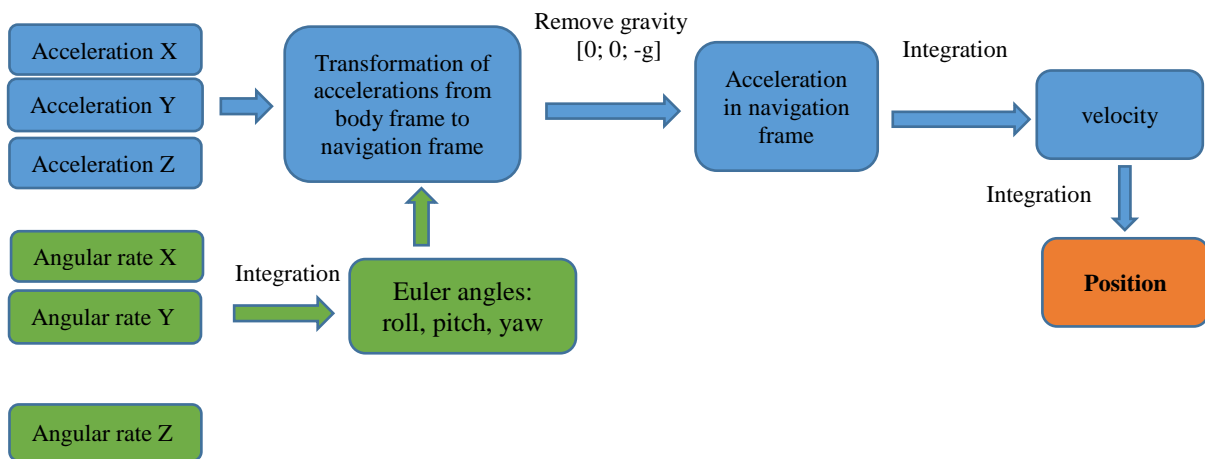 Acceleration X
Acceleration Y
Acceleration Z
Transformation of
accelerations from
body frame to
navigation frame
Remove gravity
[0; 0; -g]
Acceleration
in navigation
frame
Integration
velocity
Integration
Position
Angular rate X
Angular rate Y
Angular rate Z
Integration
Euler angles:
roll, pitch, yaw